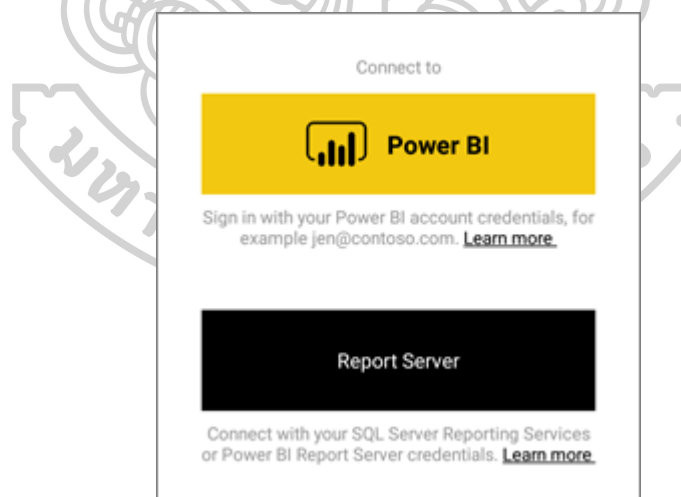 Connect to
Power BI
Sign in with your Power BI account credentials, for
example jen@contoso.com. Learn more
Report Server
Connect with your SQL Server Reporting Services
or Power BI Report Server credentials. Learn more